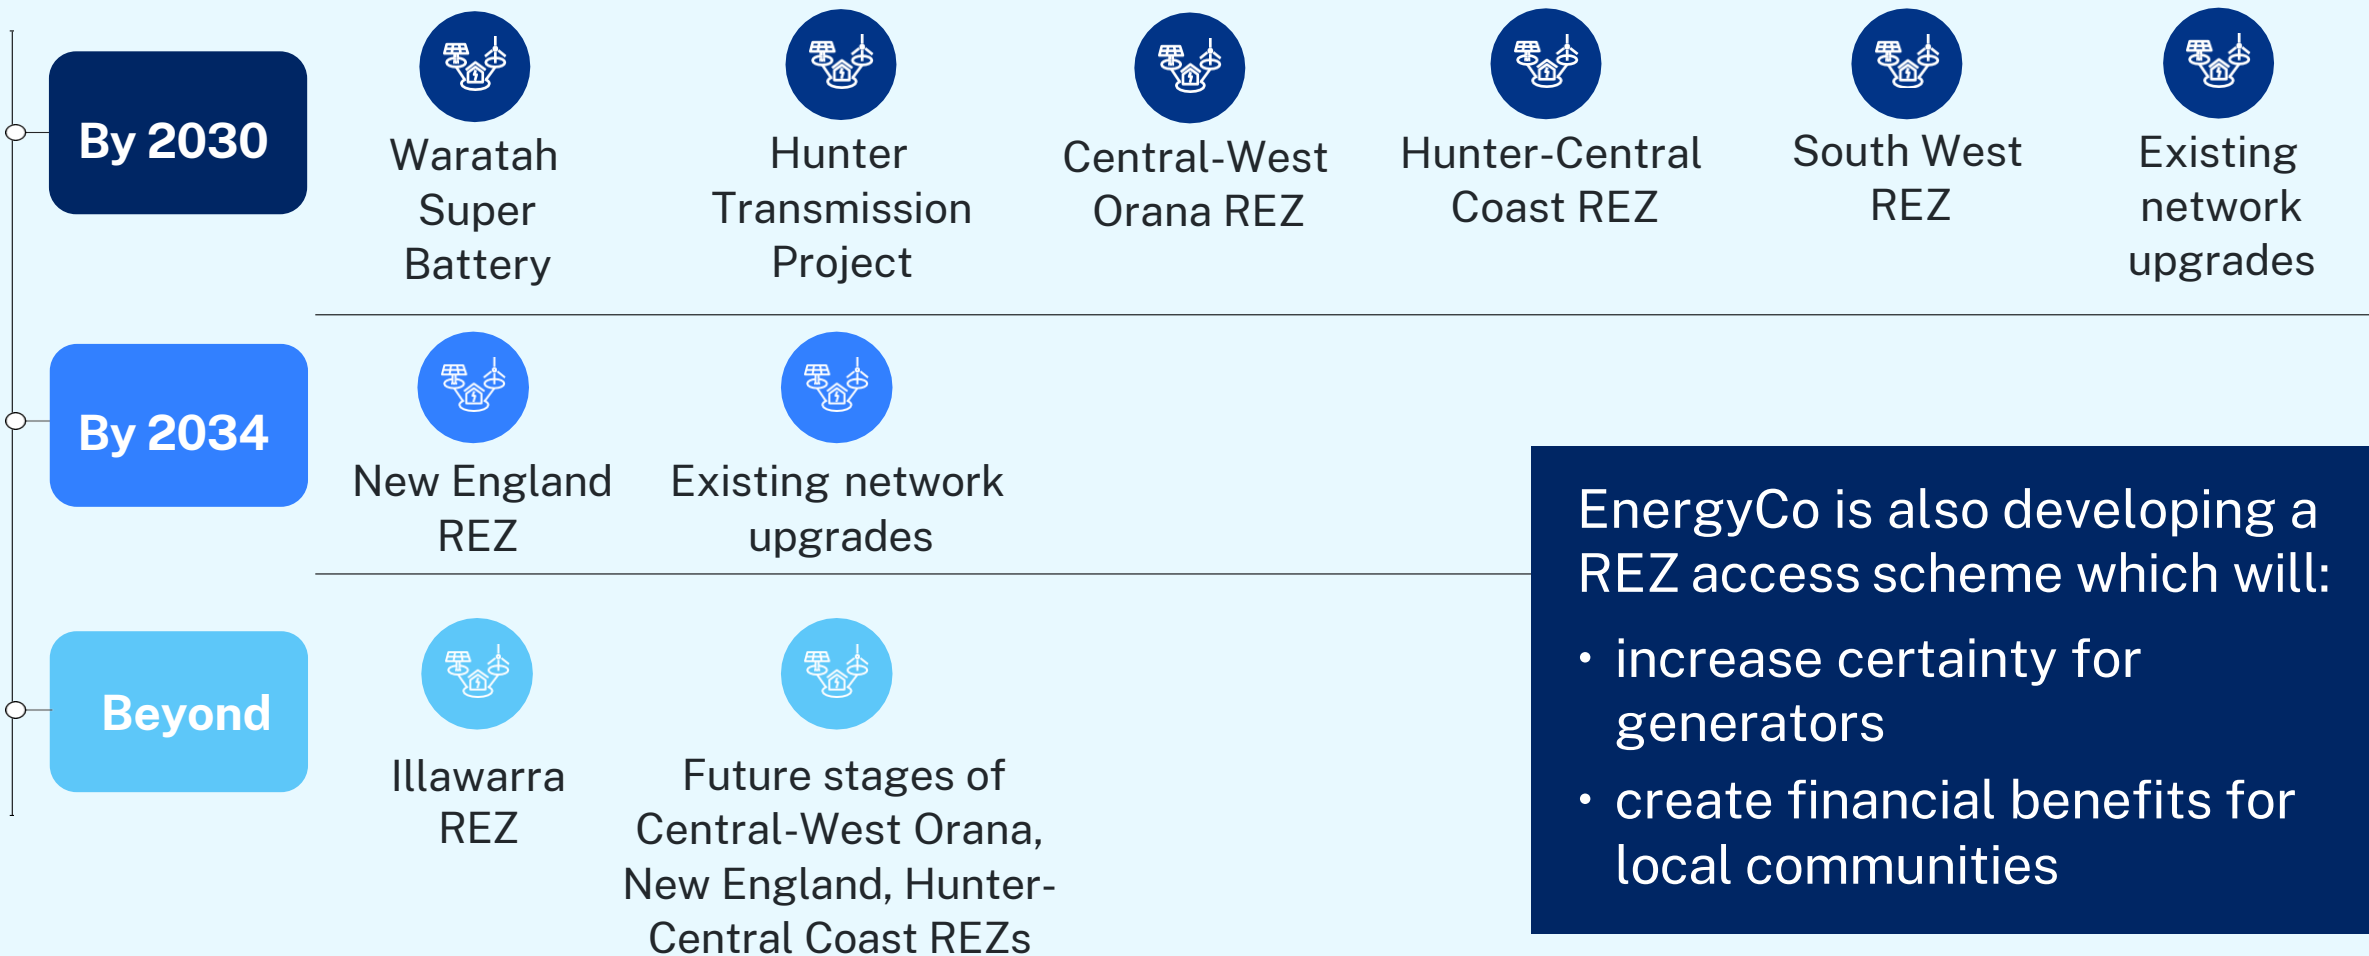 By 2030
Waratah
Super
Battery
Hunter
Transmission
Project
Central-West
Orana REZ
Hunter-Central
Coast REZ
South West
REZ
Existing
network
upgrades
By 2034
New England
REZ
Existing network
upgrades
Beyond
Illawarra
REZ
Future stages of
Central-West Orana,
New England, Hunter-
Central Coast REZs
EnergyCo is also developing a
REZ access scheme which will:
• increase certainty for
generators
• create financial benefits for
local communities